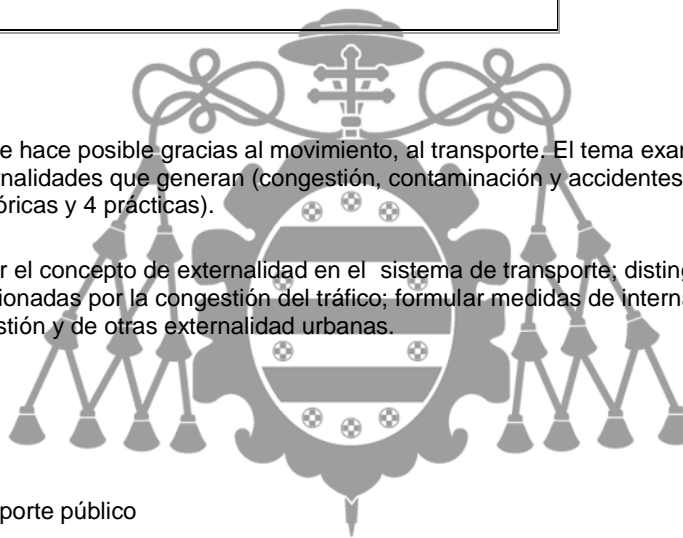 e hace posible gracias al movimiento, al transporte. El tema exar
rnalidades que generan (congestión, contaminación y accidentes
óricas y 4 prácticas).
r el concepto de externalidad en el sistema de transporte; disting
ionadas por la congestión del tráfico; formular medidas de interna
stión y de otras externalidad urbanas.
porte público